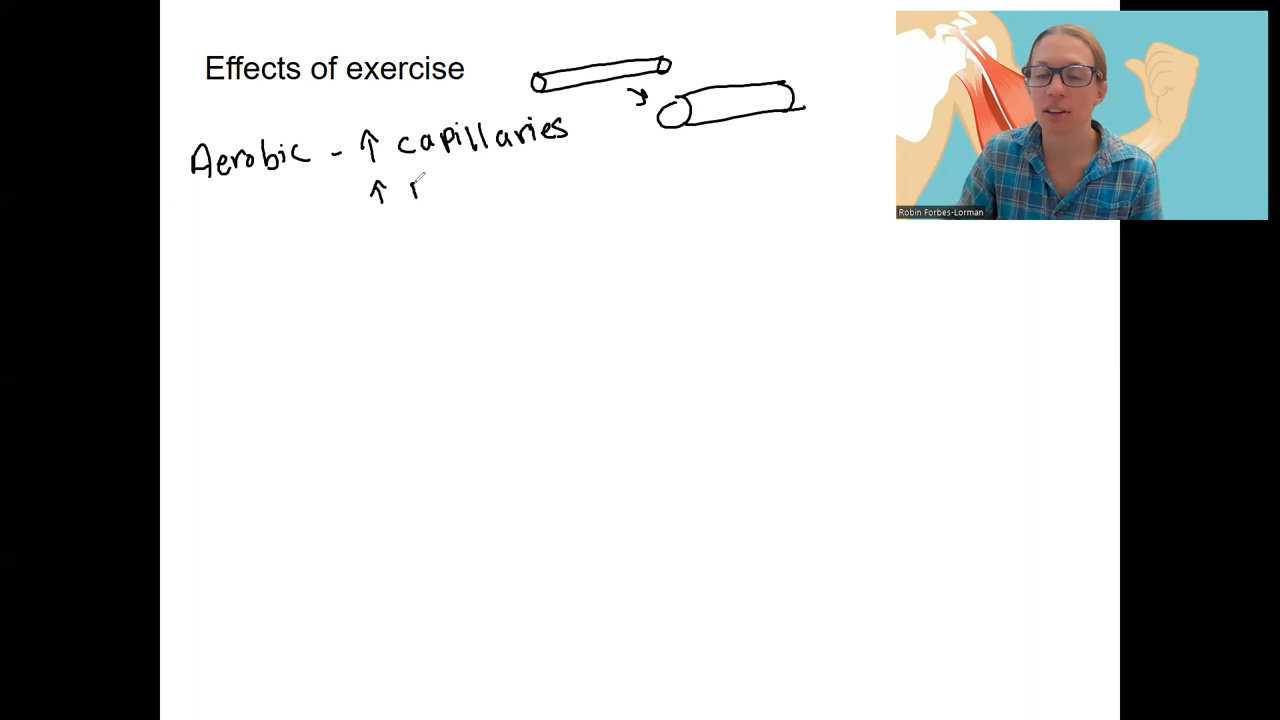 Effects of exercise
Aerobic - ↑ capillaries
↑
Robin Forbes-Lorman